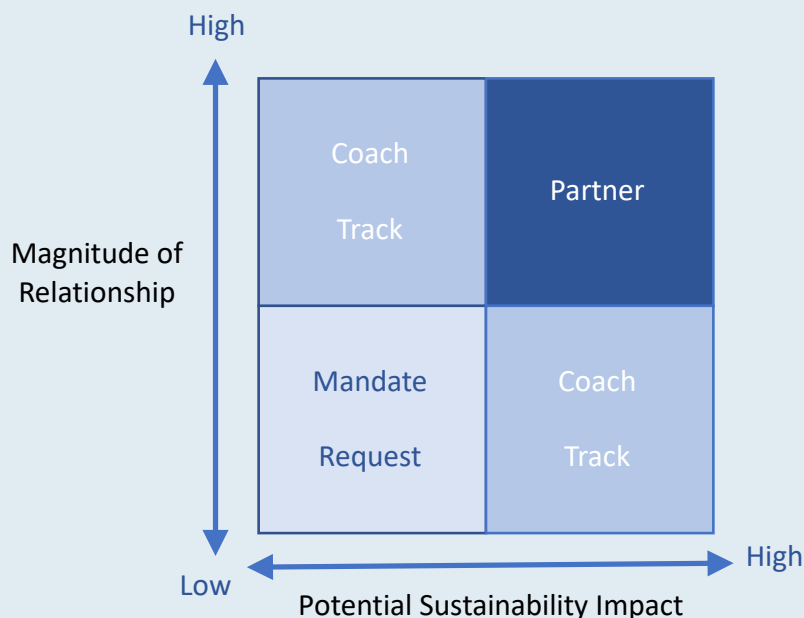 High
Coach
Track
Partner
Magnitude of
Relationship
Mandate
Request
Coach
Track
Low
High
Potential Sustainability Impact